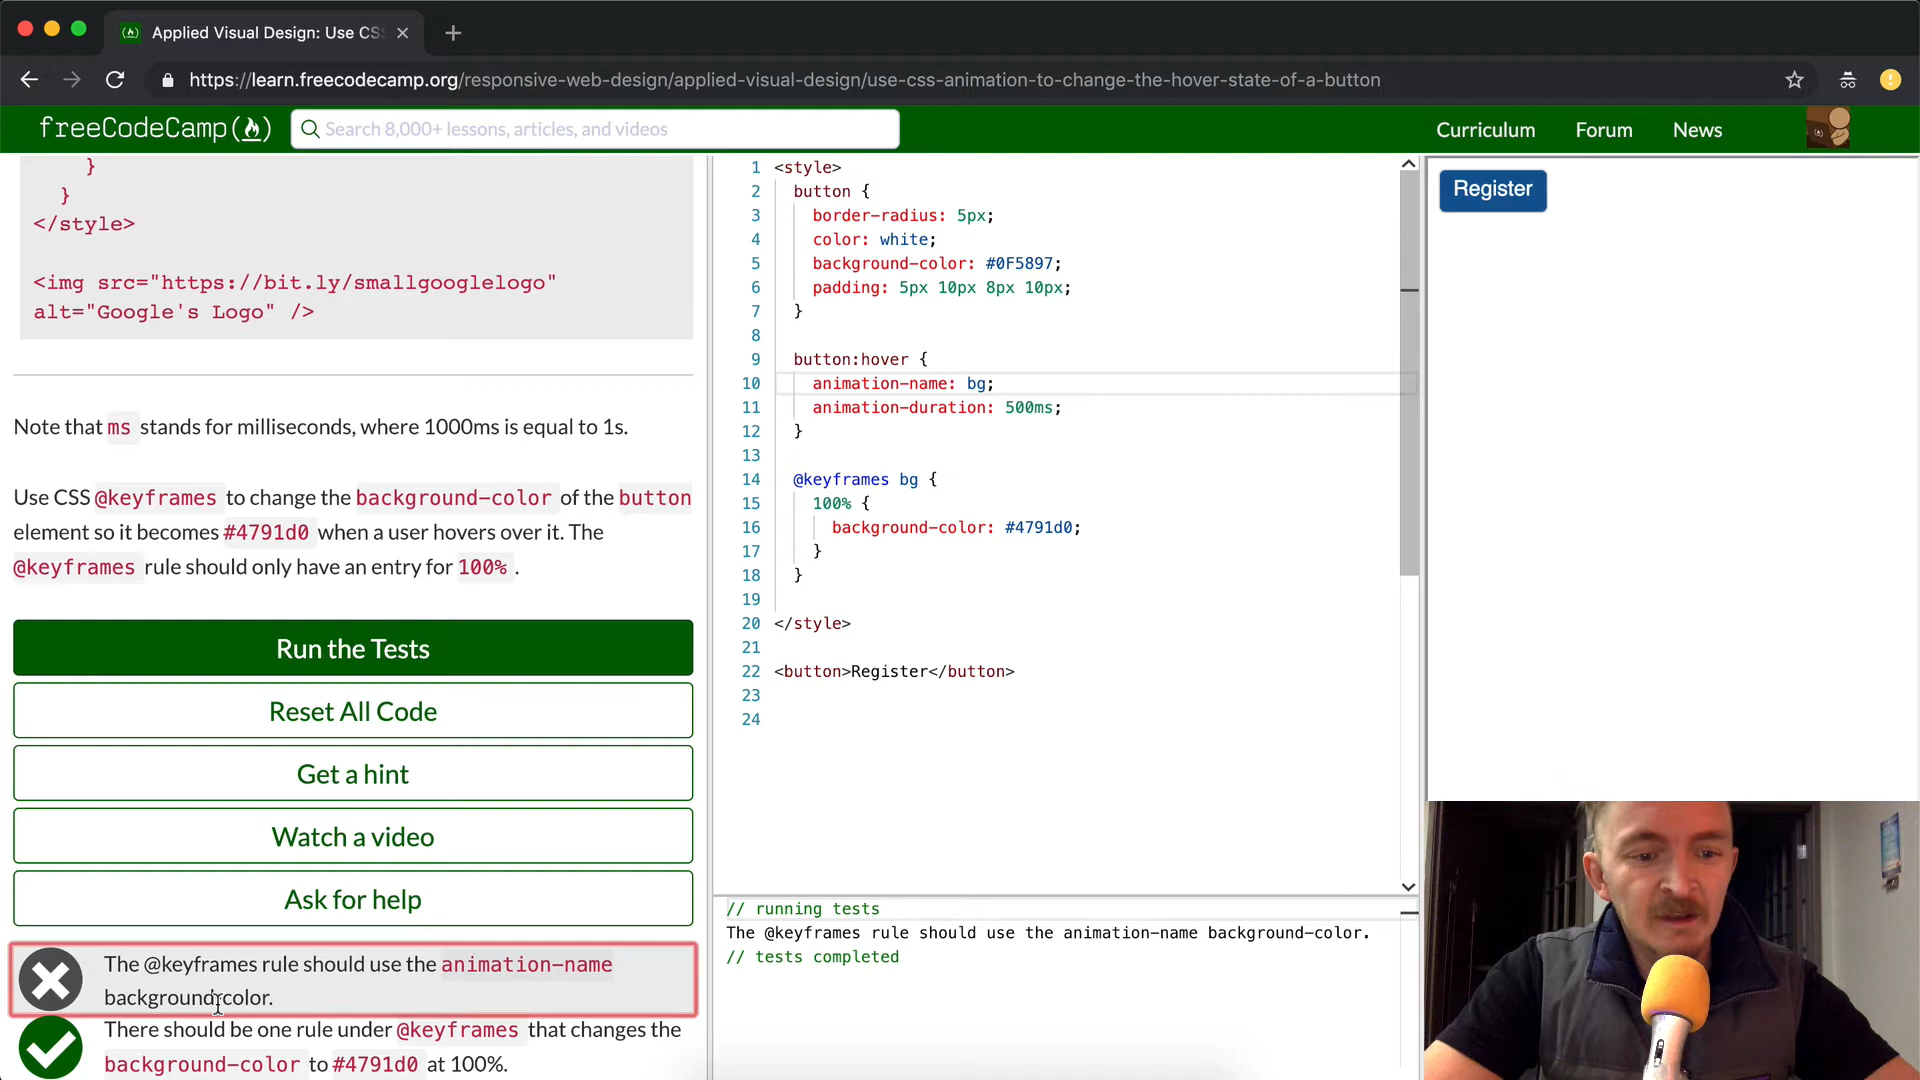 Applied Visual Design: Use CSS
https://learn.freecodecamp.org/responsive-web-design/applied-visual-design/use-css-animation-to-change-the-hover-state-of-a-button
freeCodeCamp
Search 8,000+ lessons, articles, and videos
Curriculum
Forum
News
}
}
</style>
<img src="https://bit.ly/smallgooglelogo"
alt="Google's Logo" />
Note that ms stands for milliseconds, where 1000ms is equal to 1s.
Use CSS @keyframes to change the background-color of the button
element so it becomes #4791d0 when a user hovers over it. The
@keyframes rule should only have an entry for 100% .
Run the Tests
Reset All Code
Get a hint
Watch a video
Ask for help
The @keyframes rule should use the animation-name
background-color.
There should be one rule under @keyframes that changes the
background-color to #4791d0 at 100%.
1 <style>
2 button {
3 border-radius: 5px;
4 color: white;
5 background-color: #0F5897;
6 padding: 5px 10px 8px 10px;
7 }
8
9 button:hover {
10 animation-name: bg;
11 animation-duration: 500ms;
12 }
13
14 @keyframes bg {
15 100% {
16 background-color: #4791d0;
17 }
18 }
19
20 </style>
21
22 <button>Register</button>
23
24
// running tests
The @keyframes rule should use the animation-name background-color.
// tests completed
Register